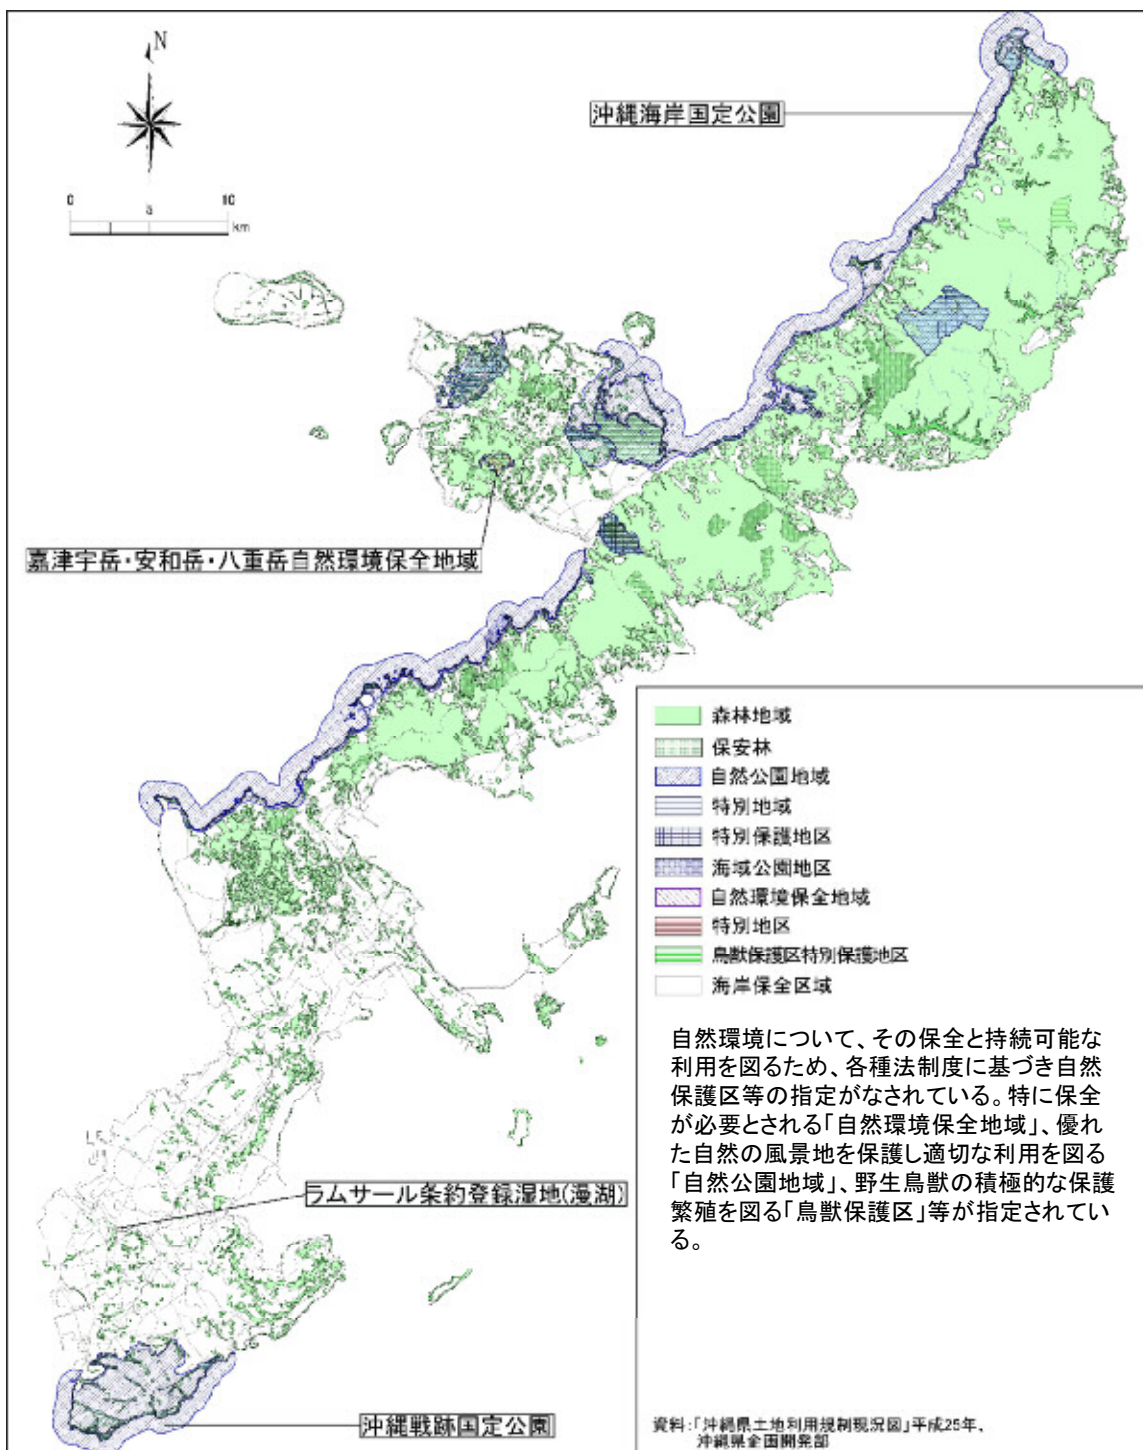 N
沖縄海岸国定公園
0 5 10
km
嘉津宇岳・安和岳・八重岳自然環境保全地域
森林地域
保安林
自然公園地域
特別地域
特別保護地区
海域公園地区
自然環境保全地域
特別地区
鳥獣保護区特別保護地区
海岸保全区域
自然環境について、その保全と持続可能な
利用を図るため、各種法制度に基づき自然
保護区等の指定がなされている。特に保全
が必要とされる「自然環境保全地域」、優れ
た自然の風景地を保護し適切な利用を図る
「自然公園地域」、野生鳥獣の積極的な保護
繁殖を図る「鳥獣保護区」等が指定されてい
る。
ラムサール条約登録湿地(漫湖)
沖縄戦跡国定公園
資料:「沖縄県土地利用規制現況図」平成25年、
沖縄県企画開発部